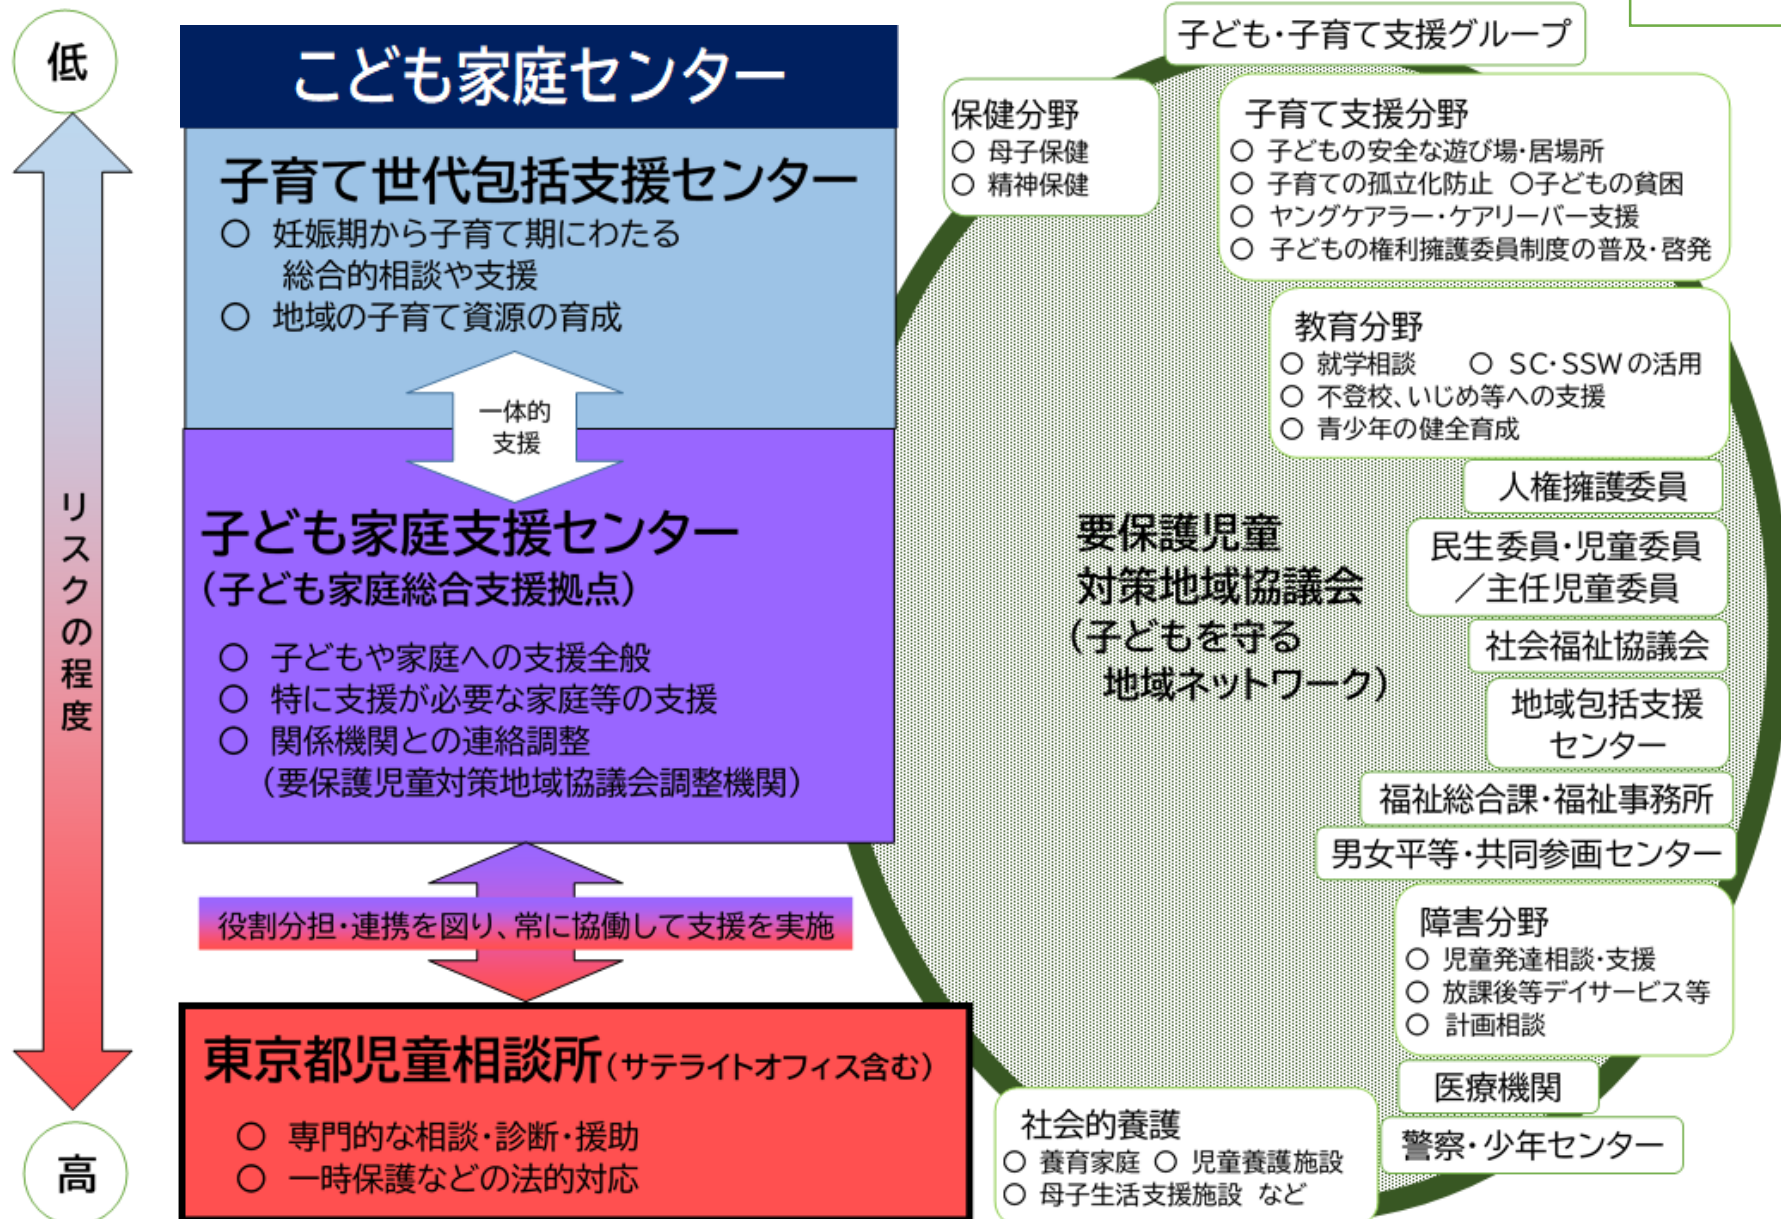 低
リスクの程度
高
こども家庭センター
子育て世代包括支援センター
○ 妊娠期から子育て期にわたる
総合的相談や支援
○ 地域の子育て資源の育成
一体的
支援
子ども家庭支援センター
(子ども家庭総合支援拠点)
○ 子どもや家庭への支援全般
○ 特に支援が必要な家庭等の支援
○ 関係機関との連絡調整
(要保護児童対策地域協議会調整機関)
役割分担・連携を図り、常に協働して支援を実施
東京都児童相談所(サテライトオフィス含む)
○ 専門的な相談・診断・援助
○ 一時保護などの法的対応
要保護児童
対策地域協議会
(子どもを守る
地域ネットワーク)
子ども・子育て支援グループ
保健分野
○ 母子保健
○ 精神保健
子育て支援分野
○ 子どもの安全な遊び場・居場所
○ 子育ての孤立化防止 ○子どもの貧困
○ ヤングケアラー・ケアリーバー支援
○ 子どもの権利擁護委員制度の普及・啓発
教育分野
○ 就学相談 ○ SC・SSWの活用
○ 不登校、いじめ等への支援
○ 青少年の健全育成
人権擁護委員
民生委員・児童委員
／主任児童委員
社会福祉協議会
地域包括支援
センター
福祉総合課・福祉事務所
男女平等・共同参画センター
障害分野
○ 児童発達相談・支援
○ 放課後等デイサービス等
○ 計画相談
医療機関
警察・少年センター
社会的養護
○ 養育家庭 ○ 児童養護施設
○ 母子生活支援施設 など